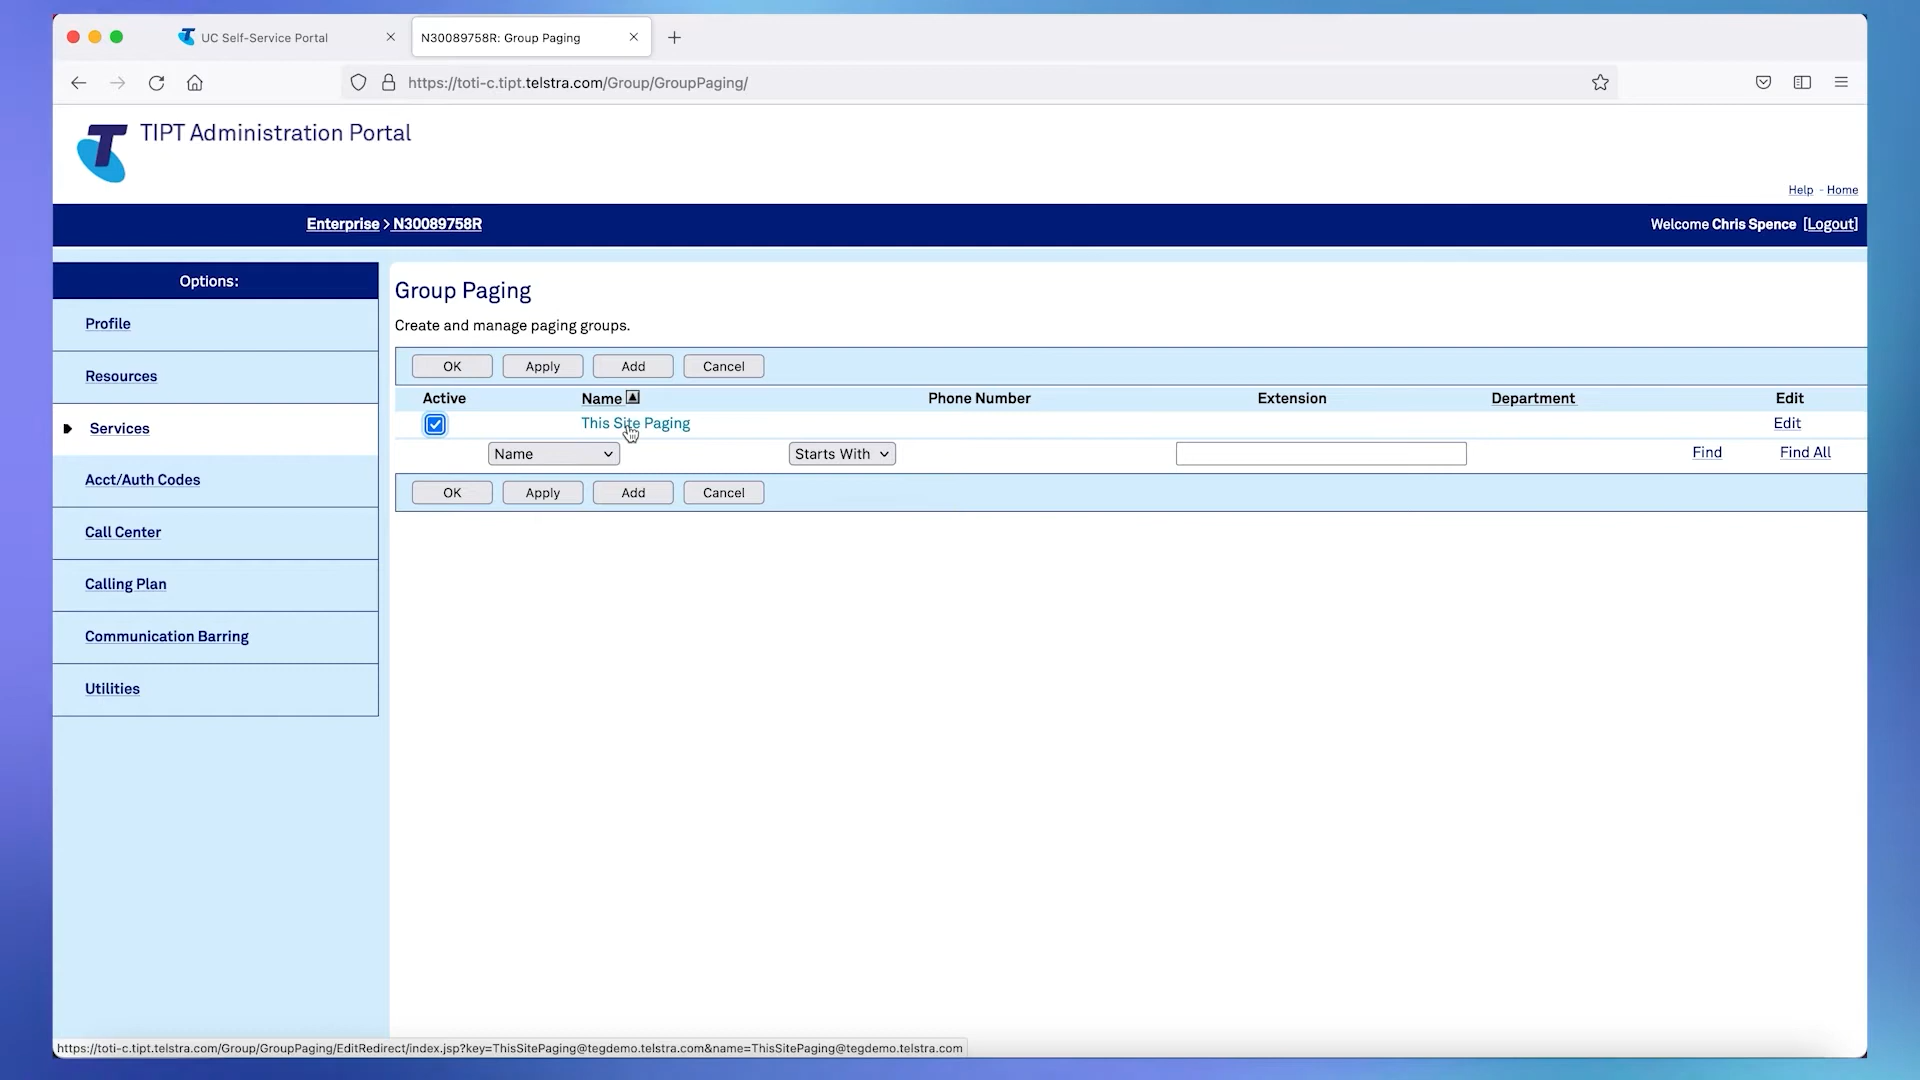 UC Self-Service Portal
N30089758R: Group Paging
https://toti-c.tipt.telstra.com/Group/GroupPaging/
T
TIPT Administration Portal
Help - Home
Enterprise > N30089758R
Welcome Chris Spence [Logout]
Options:
Profile
Resources
Services
Acct/Auth Codes
Call Center
Calling Plan
Communication Barring
Utilities
Group Paging
Create and manage paging groups.
OK Apply Add Cancel
Active Name Phone Number Extension Department Edit
This Site Paging Edit
Name Starts With Find Find All
OK Apply Add Cancel
https://toti-c.tipt.telstra.com/Group/GroupPaging/EditRedirect/index.jsp?key=ThisSitePaging@tegdemo.telstra.com&name=ThisSitePaging@tegdemo.telstra.com